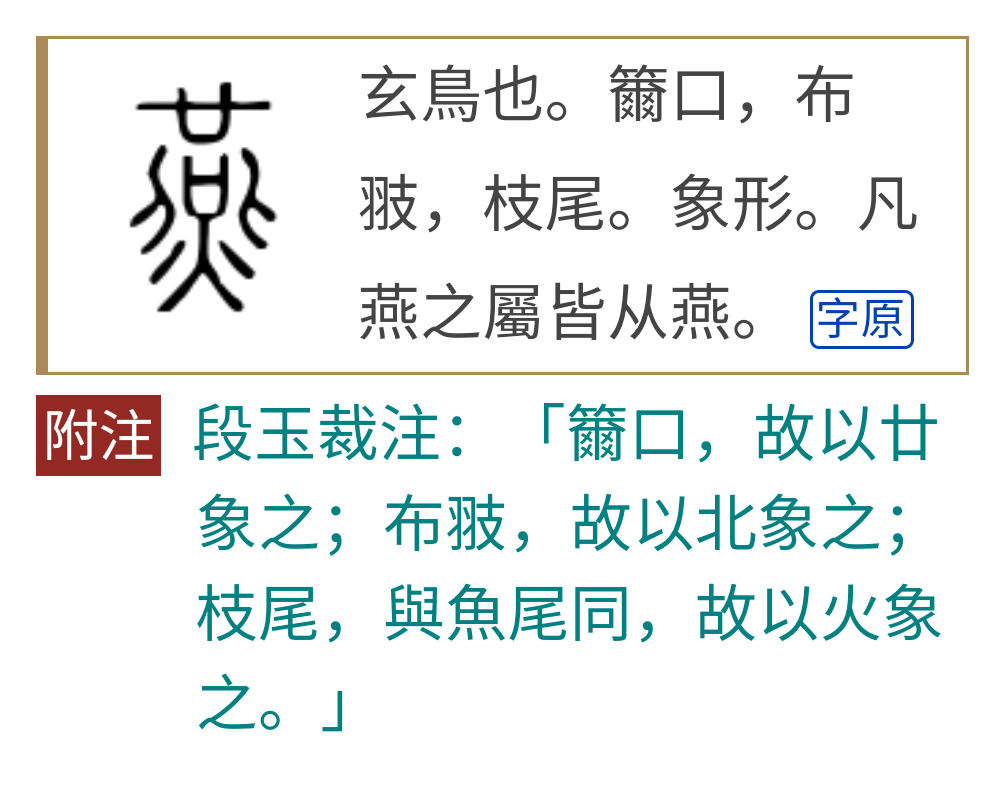 玄鳥也。籋口，布
翄，枝尾。象形。凡
燕之屬皆从燕。 字原
附注 段玉裁注：「籋口，故以廿
象之；布翄，故以北象之；
枝尾，與魚尾同，故以火象
之。」